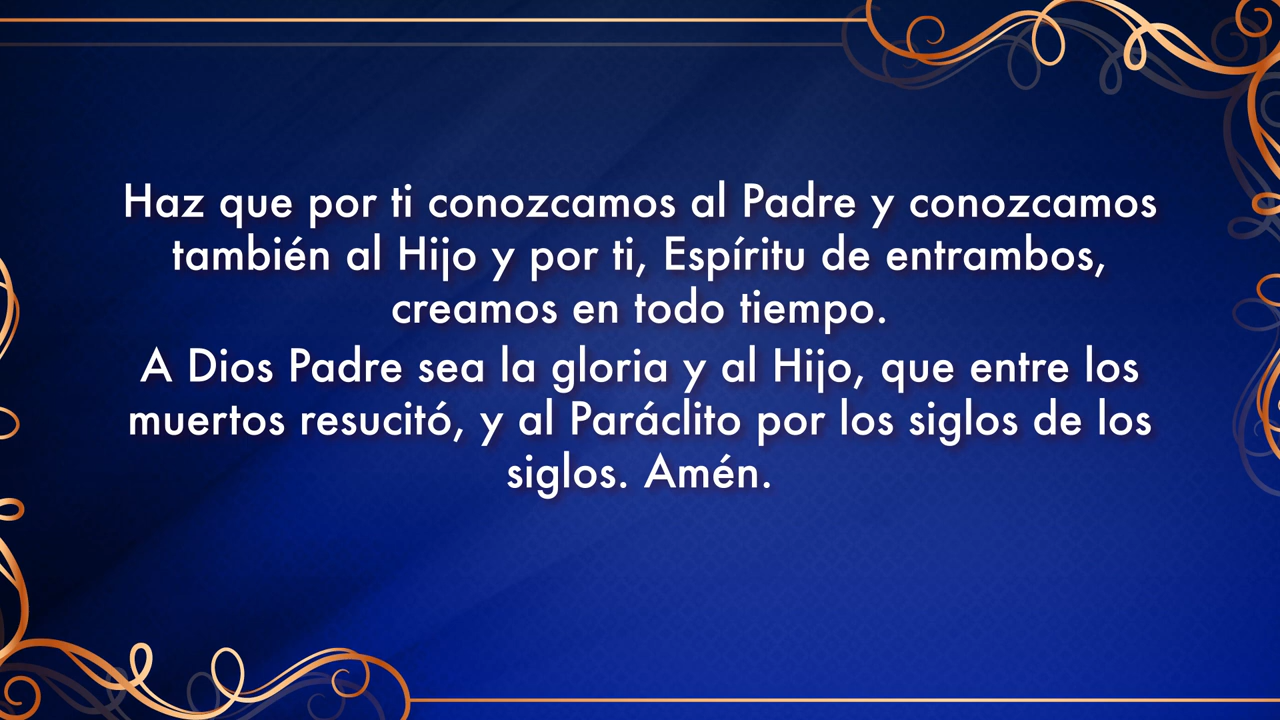 Haz que por ti conozcamos al Padre y conozcamos
también al Hijo y por ti, Espíritu de entrambos,
creamos en todo tiempo.
A Dios Padre sea la gloria y al Hijo, que entre los
muertos resucitó, y al Paráclito por los siglos de los
siglos. Amén.